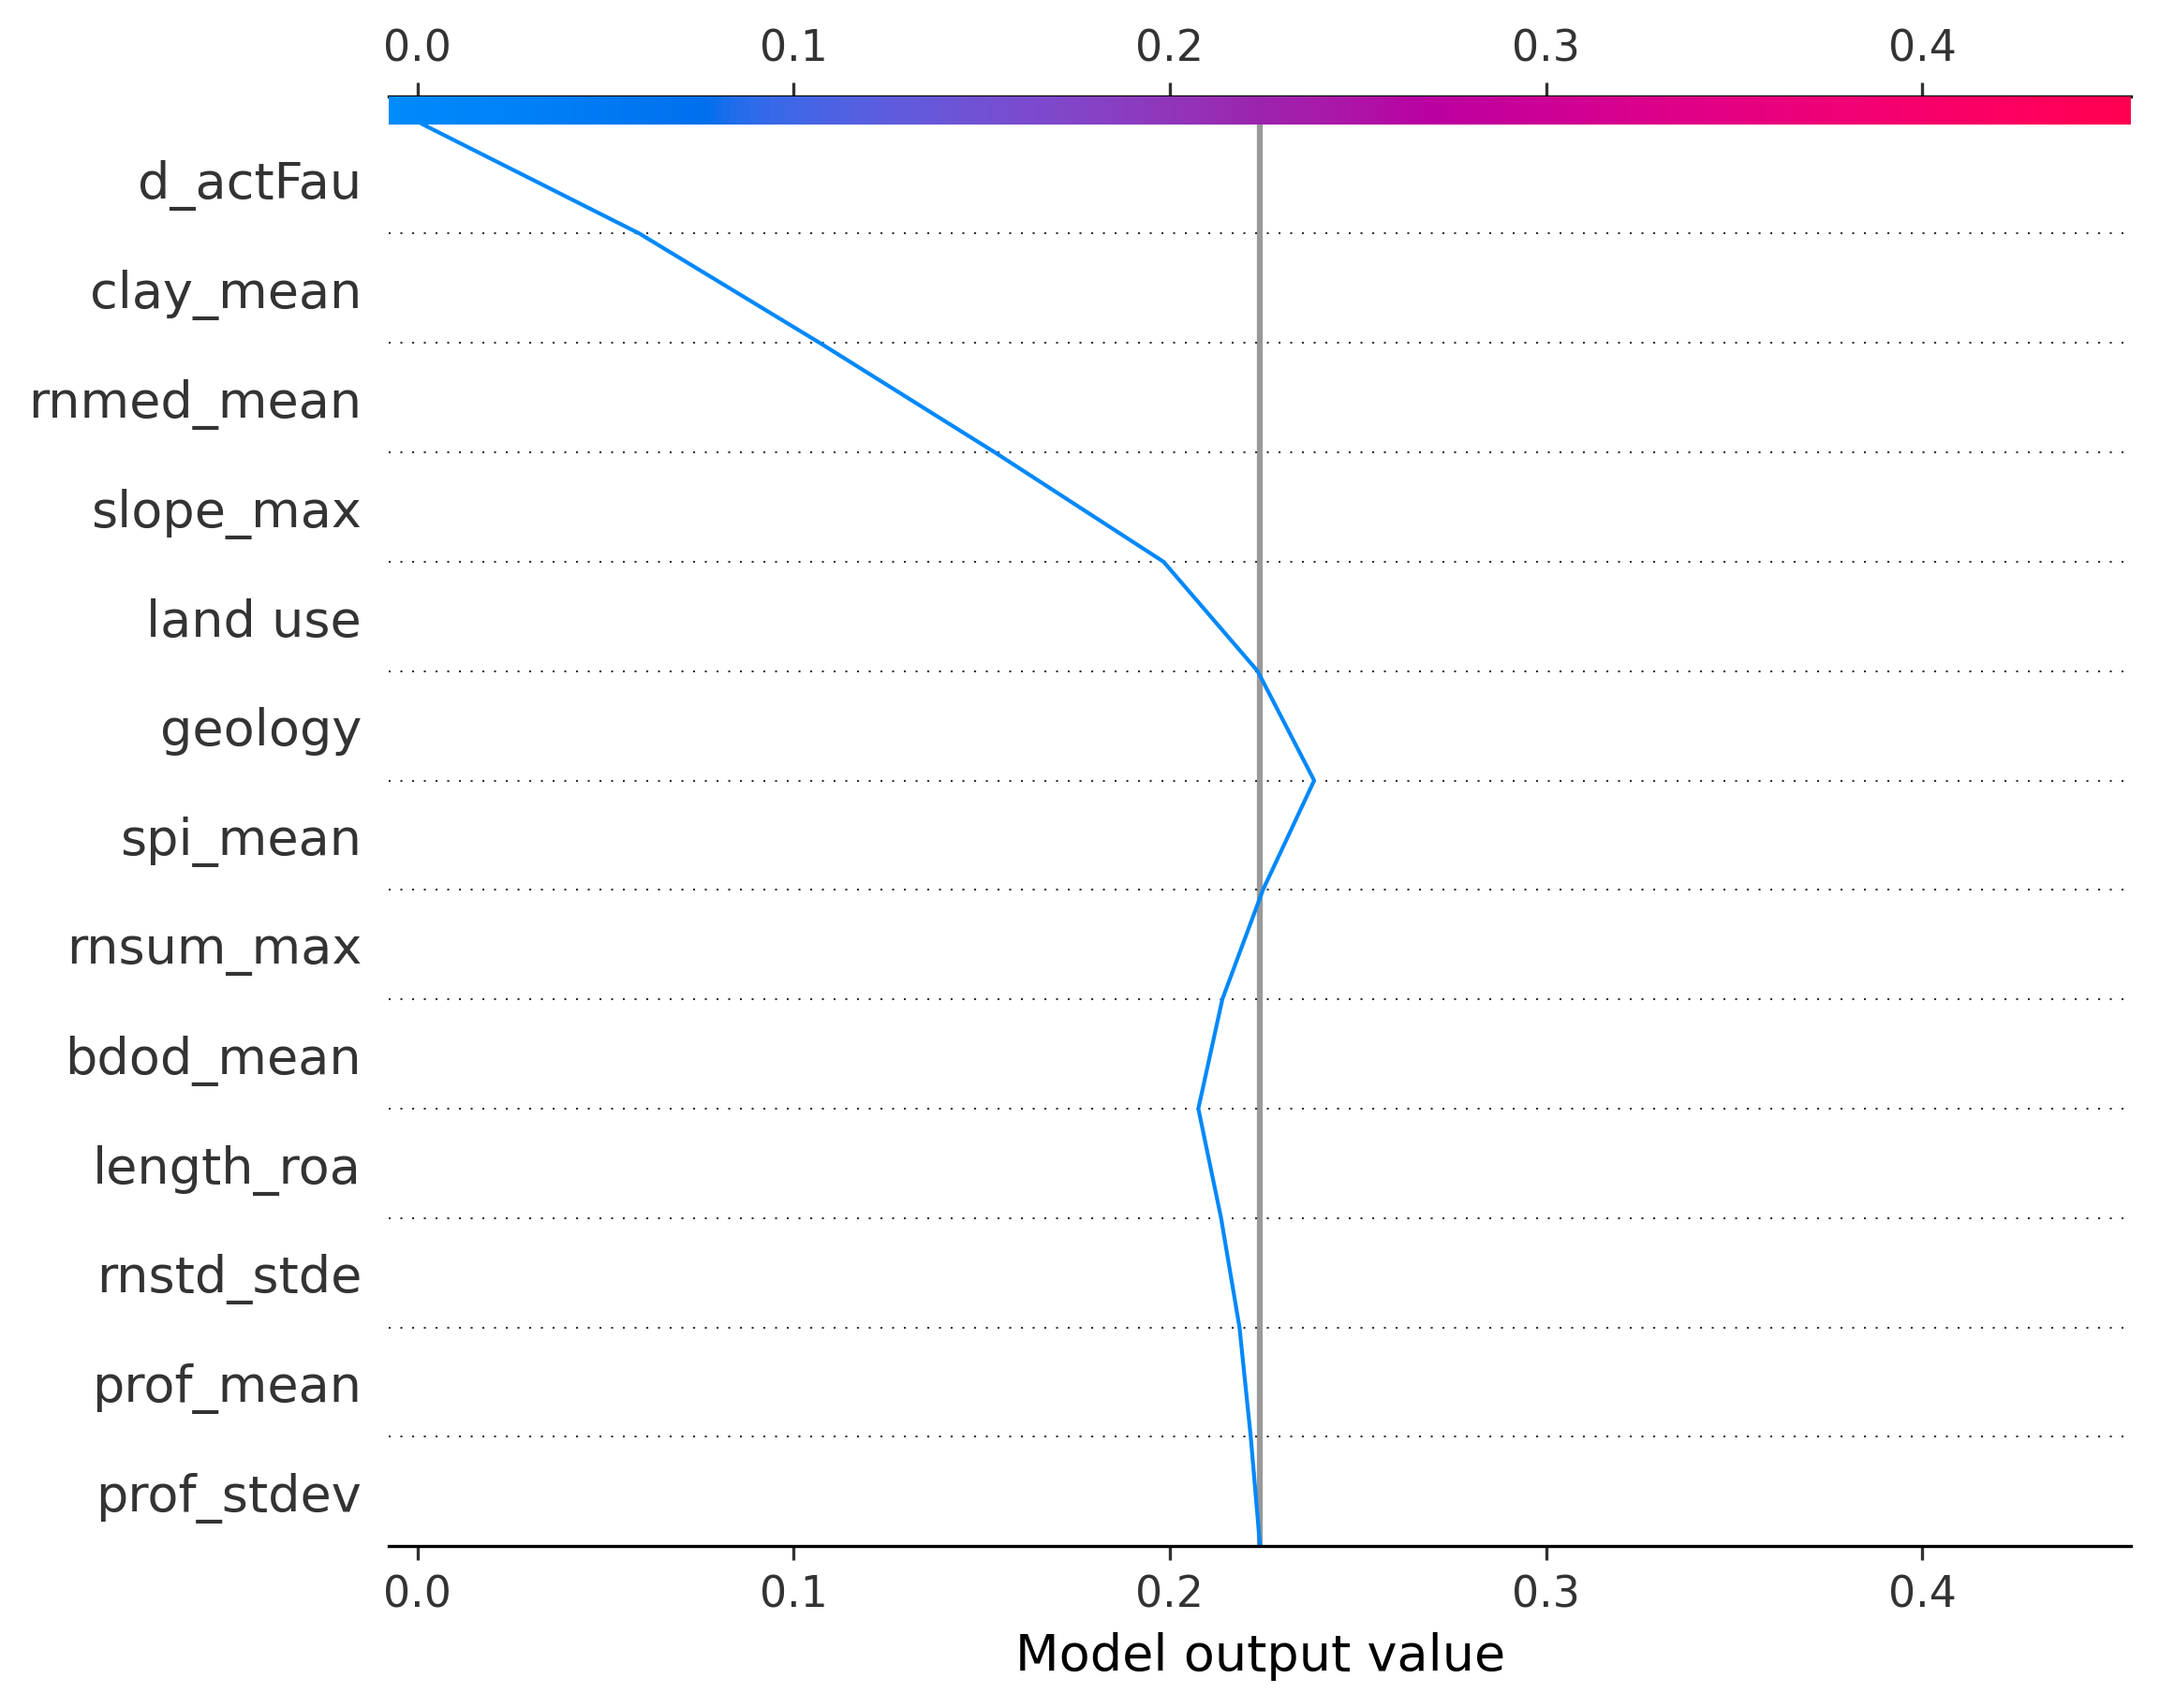 0.0 0.1 0.2 0.3 0.4
d_actFau
clay_mean
rnmed_mean
slope_max
land use
geology
spi_mean
rnsum_max
bdod_mean
length_roa
rnstd_stde
prof_mean
prof_stdev
0.0 0.1 0.2 0.3 0.4
Model output value